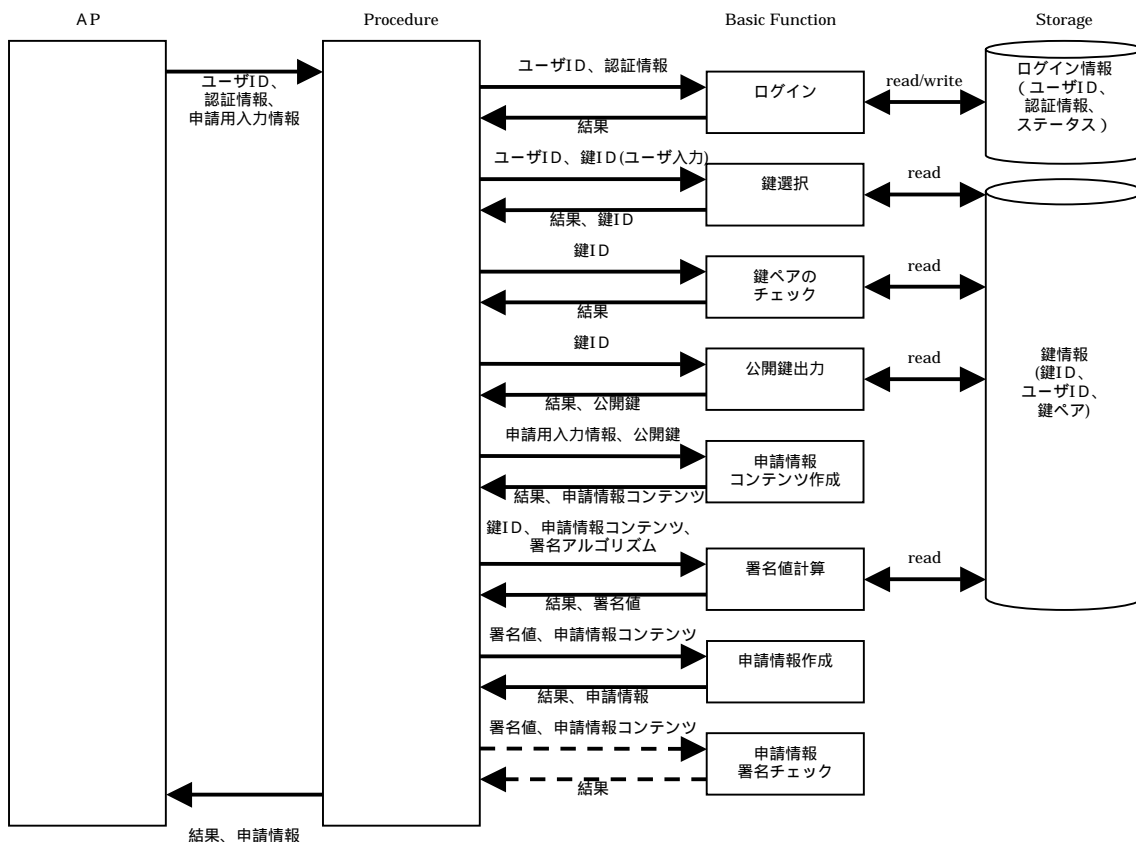 AP
Procedure
Basic Function
Storage
ユーザID、
認証情報、
申請用入力情報
ユーザID、認証情報
ログイン
結果
read/write
ログイン情報
(ユーザID、
認証情報、
ステータス)
ユーザID、鍵ID(ユーザ入力)
鍵選択
結果、鍵ID
read
鍵ID
鍵ペアの
チェック
結果
read
鍵ID
公開鍵出力
結果、公開鍵
read
鍵情報
(鍵ID、
ユーザID、
鍵ペア)
申請用入力情報、公開鍵
申請情報
コンテンツ作成
結果、申請情報コンテンツ
鍵ID、申請情報コンテンツ、
署名アルゴリズム
署名値計算
結果、署名値
read
署名値、申請情報コンテンツ
申請情報作成
結果、申請情報
署名値、申請情報コンテンツ
申請情報
署名チェック
結果
結果、申請情報